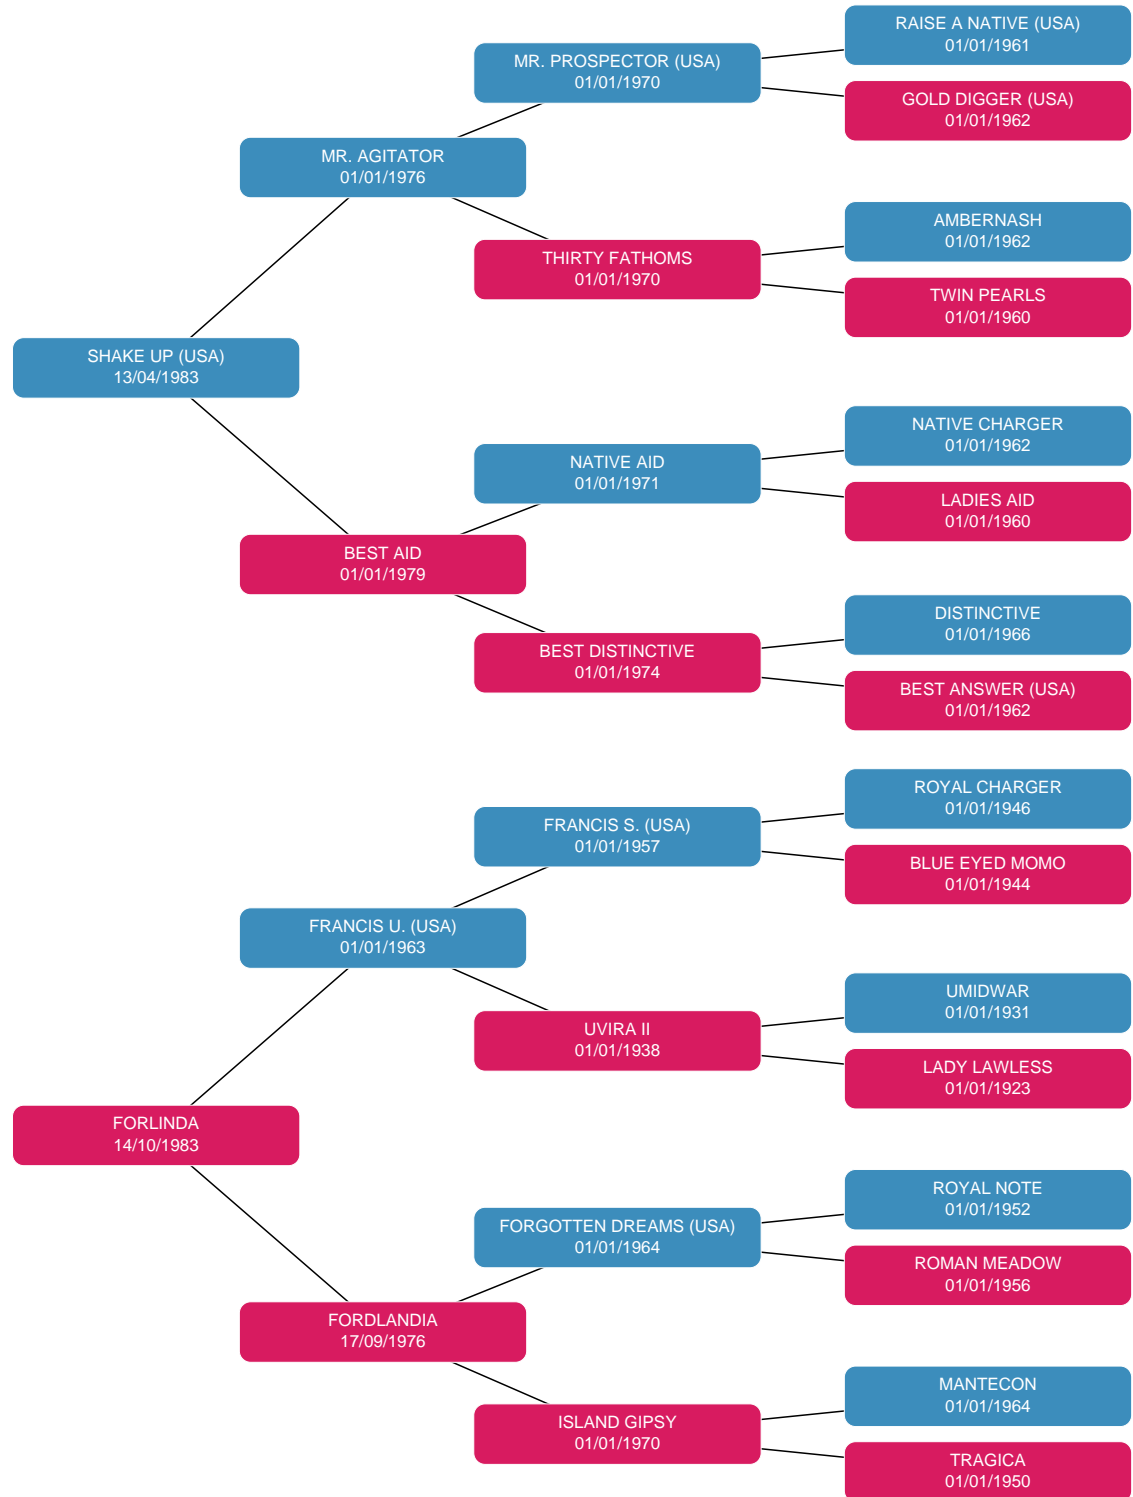 RAISE A NATIVE (USA)
01/01/1961
MR. PROSPECTOR (USA)
01/01/1970
GOLD DIGGER (USA)
01/01/1962
MR. AGITATOR
01/01/1976
AMBERNASH
01/01/1962
THIRTY FATHOMS
01/01/1970
TWIN PEARLS
01/01/1960
SHAKE UP (USA)
13/04/1983
NATIVE CHARGER
01/01/1962
NATIVE AID
01/01/1971
LADIES AID
01/01/1960
BEST AID
01/01/1979
DISTINCTIVE
01/01/1966
BEST DISTINCTIVE
01/01/1974
BEST ANSWER (USA)
01/01/1962
ROYAL CHARGER
01/01/1946
FRANCIS S. (USA)
01/01/1957
BLUE EYED MOMO
01/01/1944
FRANCIS U. (USA)
01/01/1963
UMIDWAR
01/01/1931
UVIRA II
01/01/1938
LADY LAWLESS
01/01/1923
FORLINDA
14/10/1983
ROYAL NOTE
01/01/1952
FORGOTTEN DREAMS (USA)
01/01/1964
ROMAN MEADOW
01/01/1956
FORDLANDIA
17/09/1976
MANTECON
01/01/1964
ISLAND GIPSY
01/01/1970
TRAGICA
01/01/1950